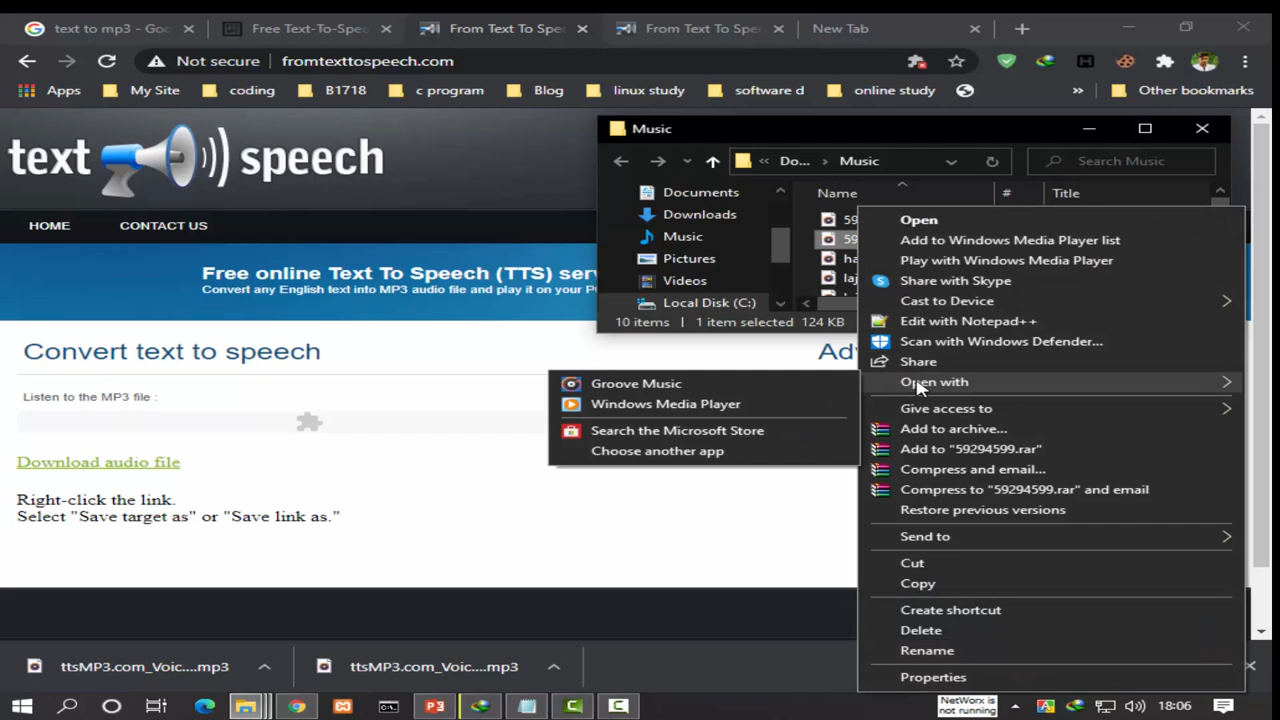 text to mp3 - Goo
Free Text-To-Spe
From Text To Spe
From Text To Spe
New Tab
Not secure
fromtexttospeech.com
Apps
My Site
coding
B1718
c program
Blog
linux study
software d
online study
»
Other bookmarks
text speech
HOME
CONTACT US
Free online Text To Speech (TTS) serv
Convert any English text into MP3 audio file and play it on your PC
Convert text to speech
Ad
Listen to the MP3 file :
Download audio file
Right-click the link.
Select "Save target as" or "Save link as."
Music
« Do... › Music
Search Music
Documents
Downloads
Music
Pictures
Videos
Local Disk (C:)
Name
#
Title
59
59
ha
laj
10 items
1 item selected 124 KB
Open
Add to Windows Media Player list
Play with Windows Media Player
Share with Skype
Cast to Device
Edit with Notepad++
Scan with Windows Defender...
Share
Open with
Give access to
Add to archive...
Add to "59294599.rar"
Compress and email...
Compress to "59294599.rar" and email
Restore previous versions
Send to
Cut
Copy
Create shortcut
Delete
Rename
Properties
Groove Music
Windows Media Player
Search the Microsoft Store
Choose another app
ttsMP3.com_Voic....mp3
ttsMP3.com_Voic....mp3
NetWorx is
not running
18:06